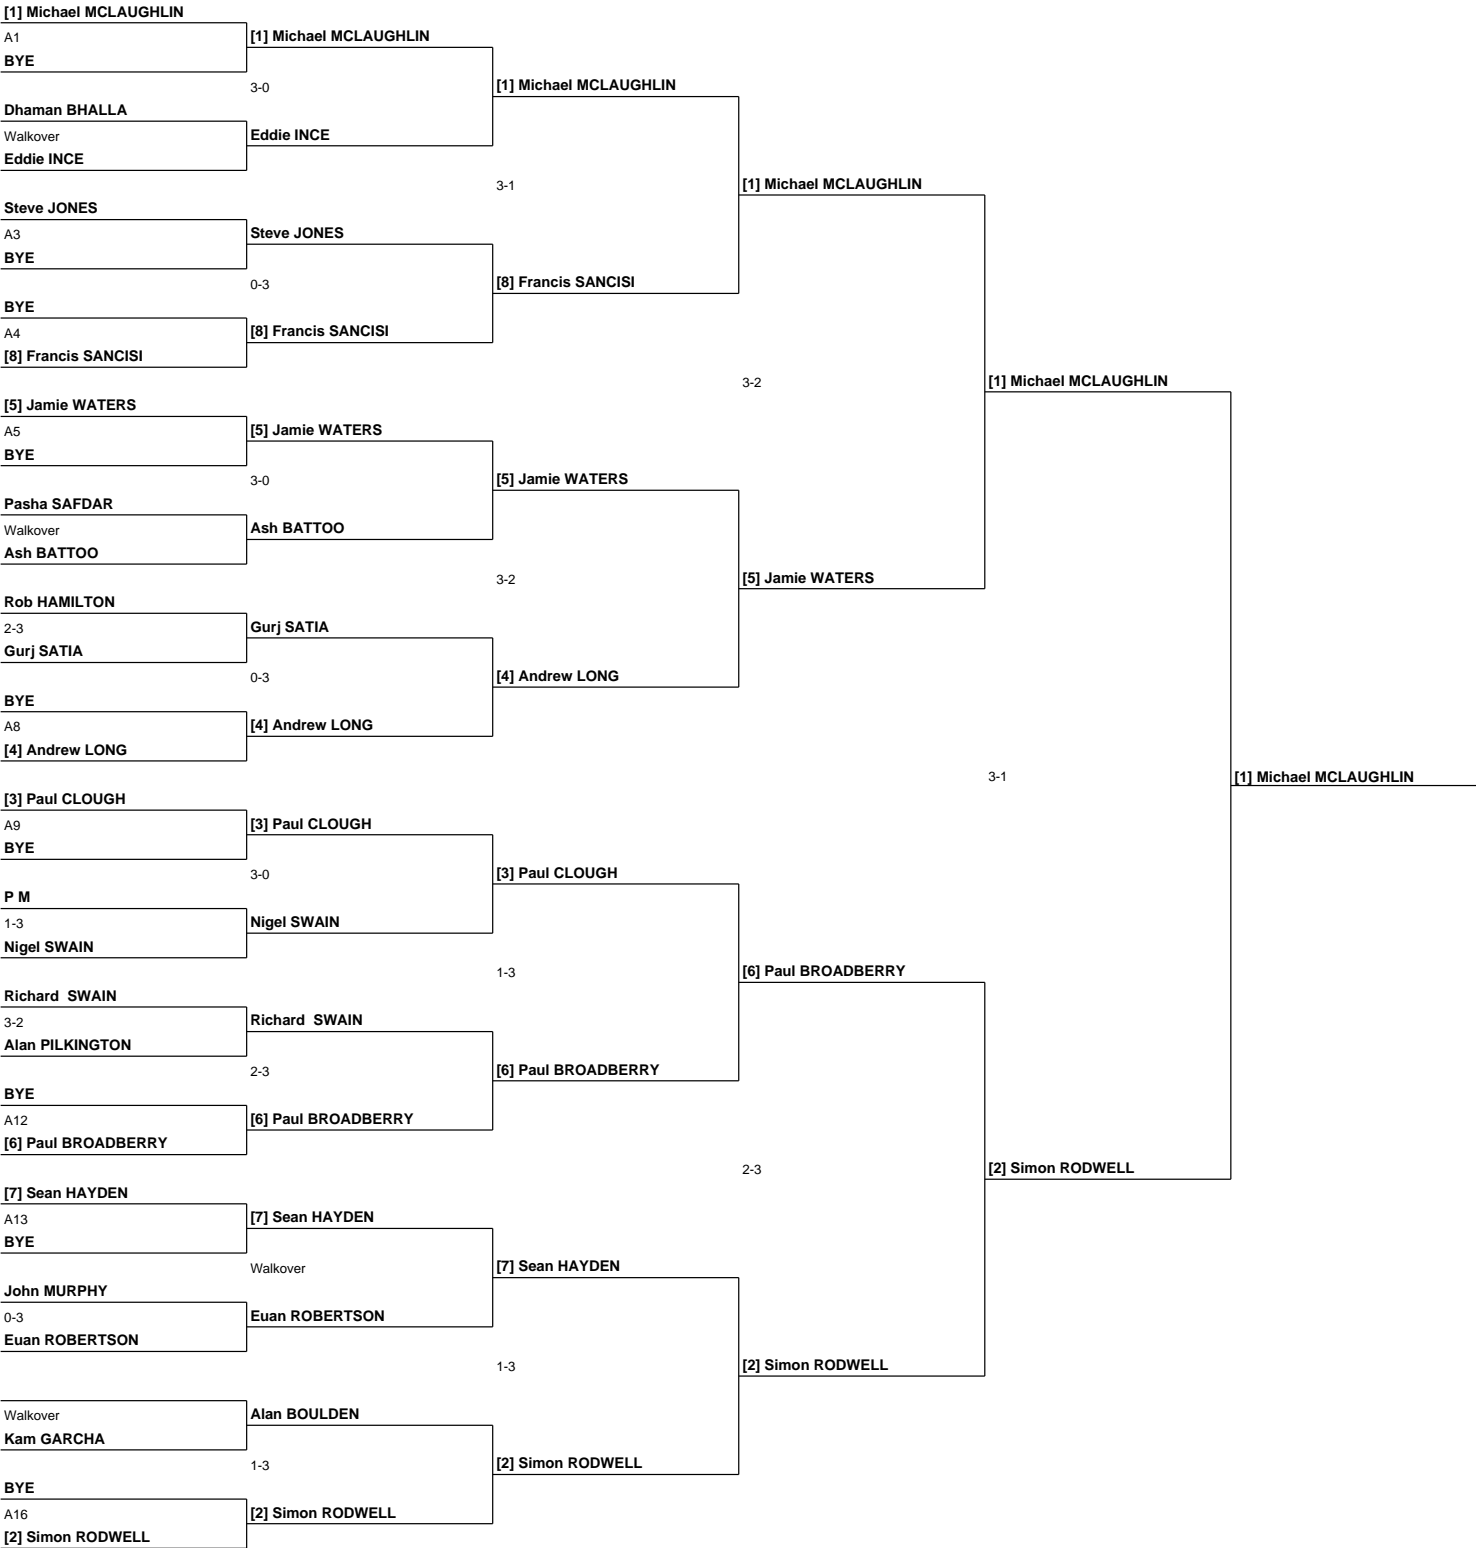 [1] Michael MCLAUGHLIN
A1
BYE
Dhaman BHALLA
Walkover
Eddie INCE
Steve JONES
A3
BYE
BYE
A4
[8] Francis SANCISI
[5] Jamie WATERS
A5
BYE
Pasha SAFDAR
Walkover
Ash BATTOO
Rob HAMILTON
2-3
Gurj SATIA
BYE
A8
[4] Andrew LONG
[3] Paul CLOUGH
A9
BYE
P M
1-3
Nigel SWAIN
Richard  SWAIN
3-2
Alan PILKINGTON
BYE
A12
[6] Paul BROADBERRY
[7] Sean HAYDEN
A13
BYE
John MURPHY
0-3
Euan ROBERTSON
Walkover
Kam GARCHA
BYE
A16
[2] Simon RODWELL
[1] Michael MCLAUGHLIN
3-0
Eddie INCE
Steve JONES
0-3
[8] Francis SANCISI
[5] Jamie WATERS
3-0
Ash BATTOO
Gurj SATIA
0-3
[4] Andrew LONG
[3] Paul CLOUGH
3-0
Nigel SWAIN
Richard  SWAIN
2-3
[6] Paul BROADBERRY
[7] Sean HAYDEN
Walkover
Euan ROBERTSON
Alan BOULDEN
1-3
[2] Simon RODWELL
[1] Michael MCLAUGHLIN
3-1
[8] Francis SANCISI
[5] Jamie WATERS
3-2
[4] Andrew LONG
[3] Paul CLOUGH
1-3
[6] Paul BROADBERRY
[7] Sean HAYDEN
1-3
[2] Simon RODWELL
[1] Michael MCLAUGHLIN
3-2
[5] Jamie WATERS
[6] Paul BROADBERRY
2-3
[2] Simon RODWELL
[1] Michael MCLAUGHLIN
3-1
[2] Simon RODWELL
[1] Michael MCLAUGHLIN